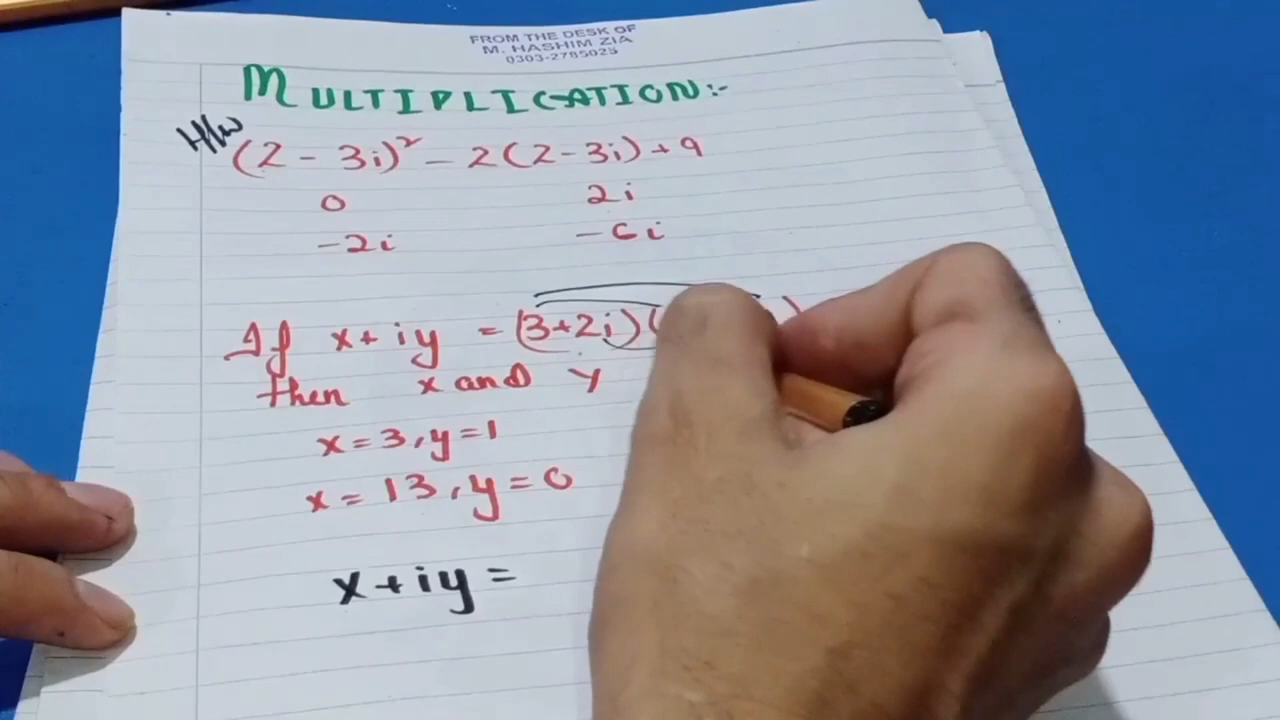 FROM THE DESK OF
M. HASHIM ZIA
0303-2785025
MULTIPLICATION:-
H/W (2 - 3i)² - 2(2-3i)+9
0 2i
-2i -6i
If x+iy = (3+2i)( )
then x and y
x=3, y=1
x=13, y=0
x+iy=